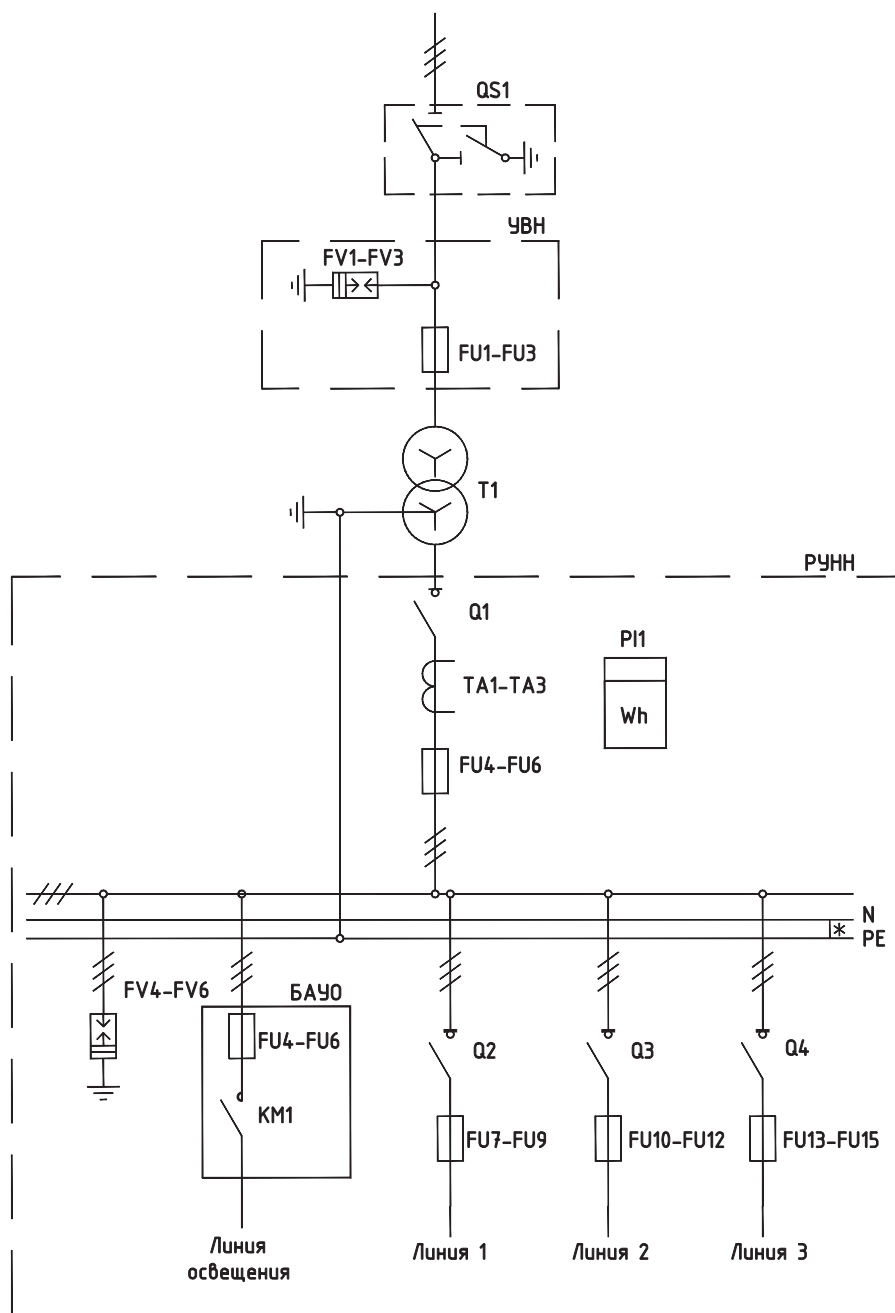 QS1
УВН
FV1-FV3
FU1-FU3
T1
РУНН
Q1
PI1
TA1-TA3
Wh
FU4-FU6
N
*
PE
FV4-FV6
БАУО
FU4-FU6
Q2
Q3
Q4
KM1
FU7-FU9
FU10-FU12
FU13-FU15
Линия
освещения
Линия 1
Линия 2
Линия 3